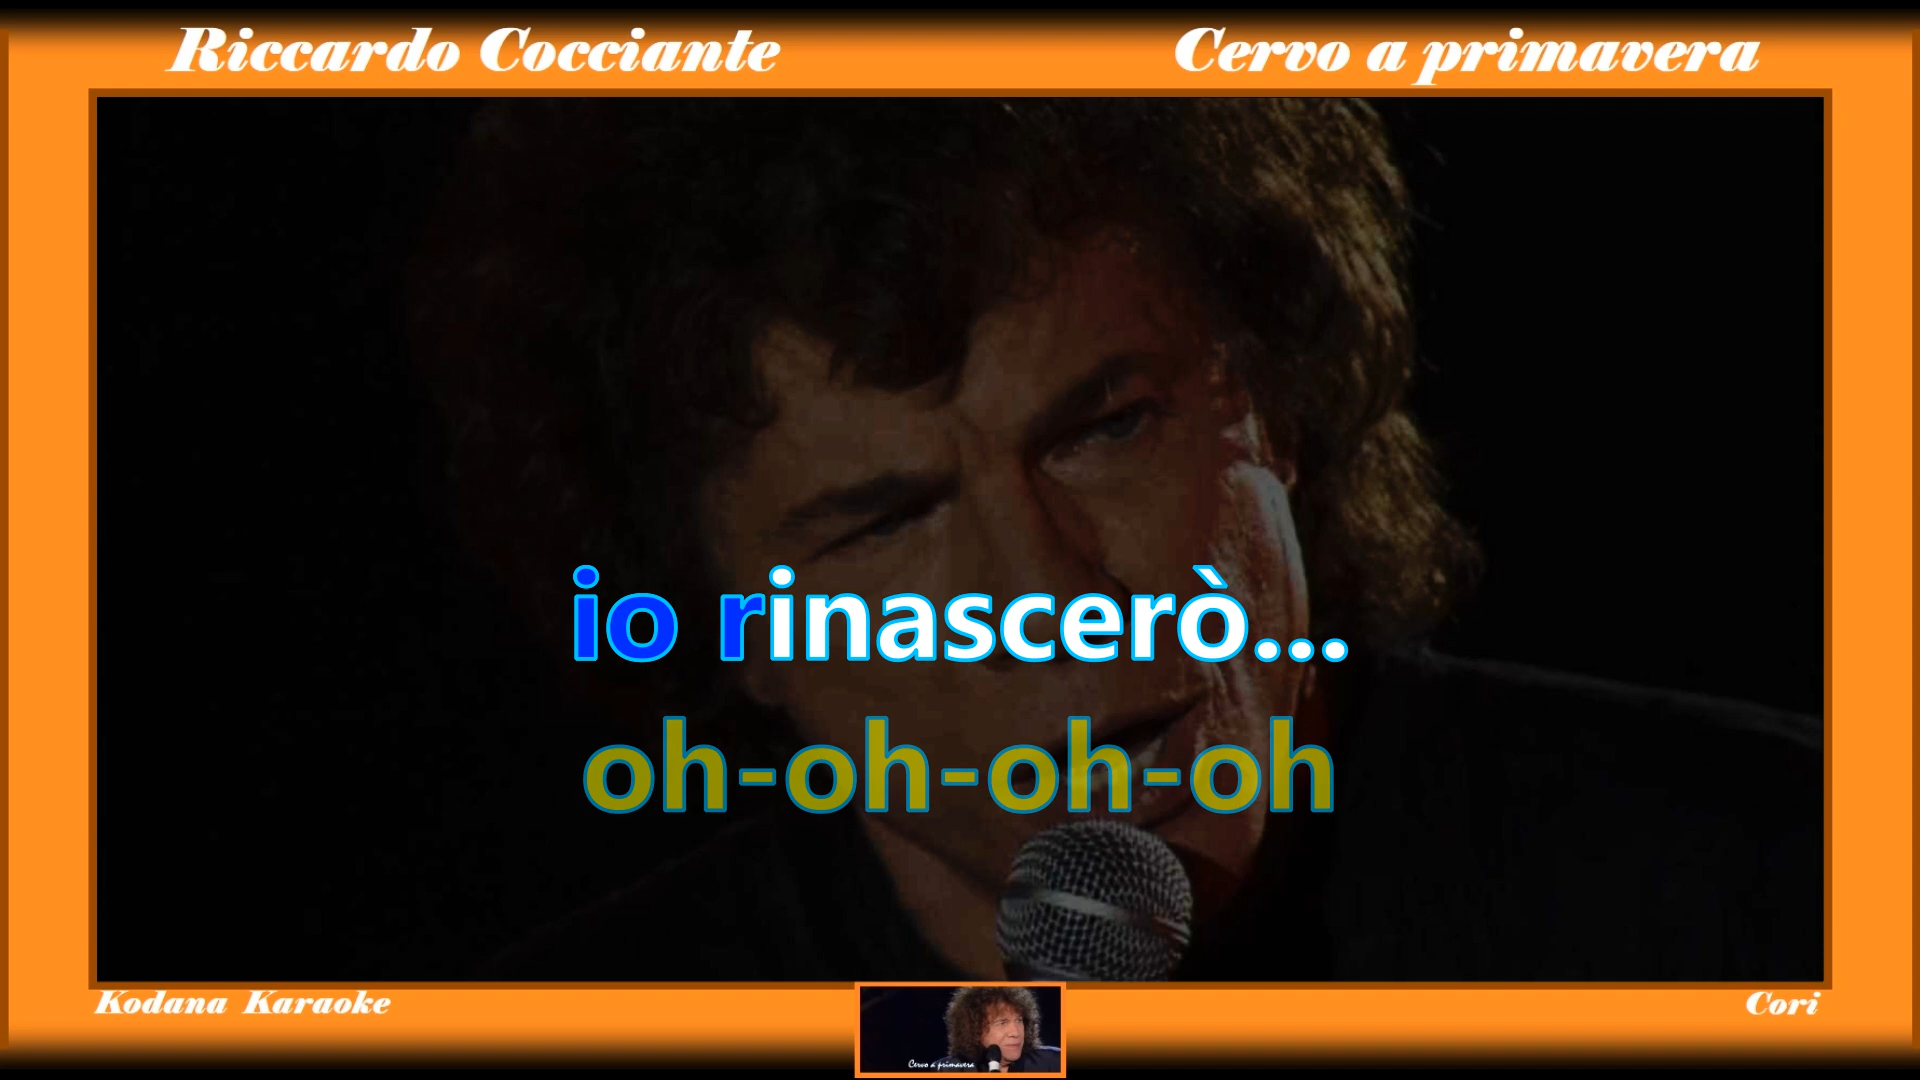 Riccardo Cocciante
Cervo a primavera
io rinascerò...
oh-oh-oh-oh
Kodana Karaoke
Cervo a primavera
Cori